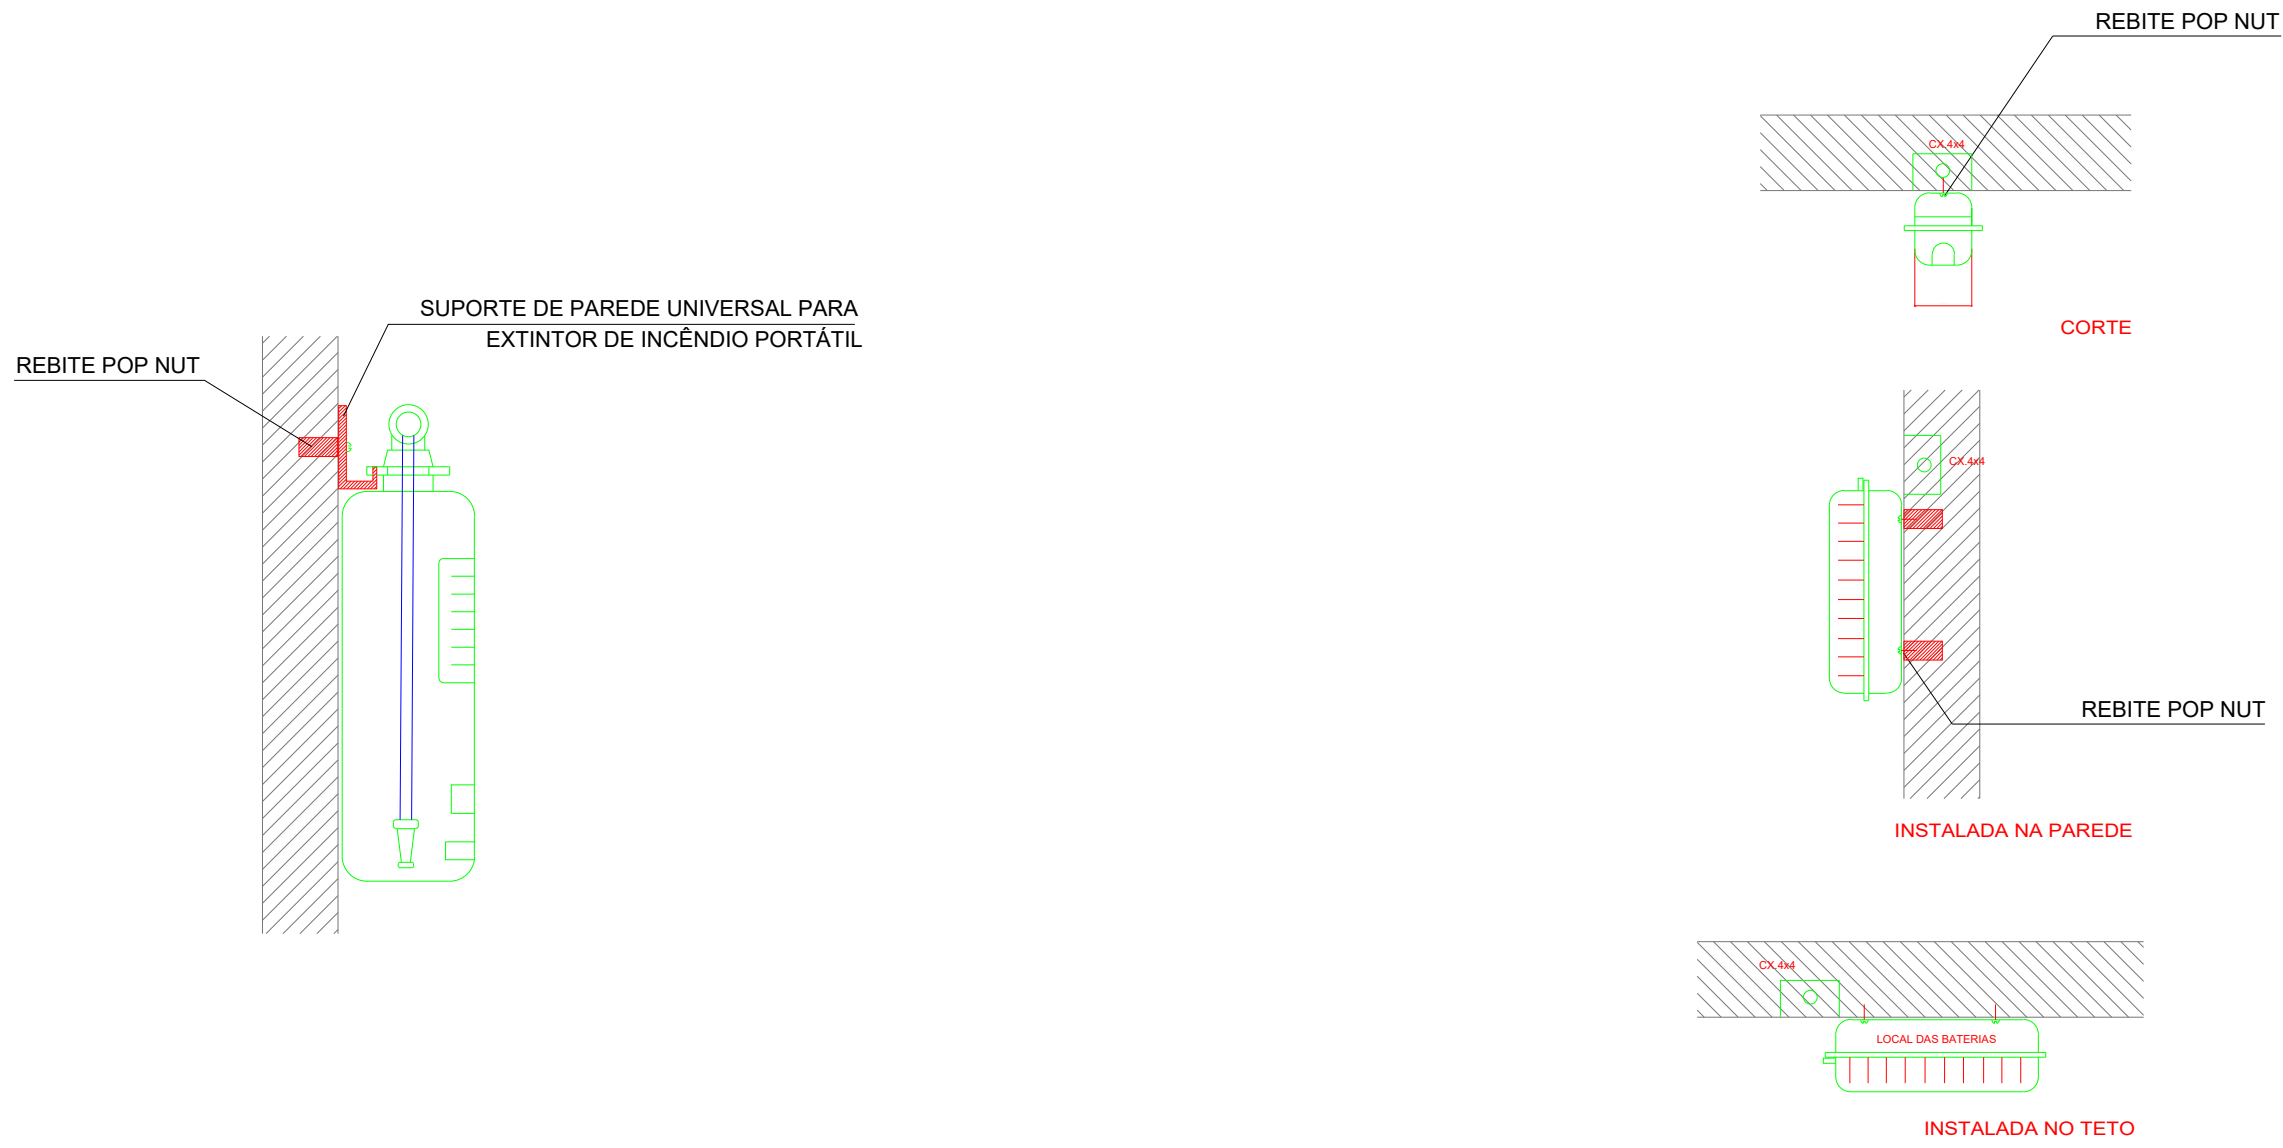 REBITE POP NUT
CX.4x4
CORTE
SUPORTE DE PAREDE UNIVERSAL PARA
EXTINTOR DE INCÊNDIO PORTÁTIL
REBITE POP NUT
CX.4x4
REBITE POP NUT
INSTALADA NA PAREDE
CX.4x4
LOCAL DAS BATERIAS
INSTALADA NO TETO